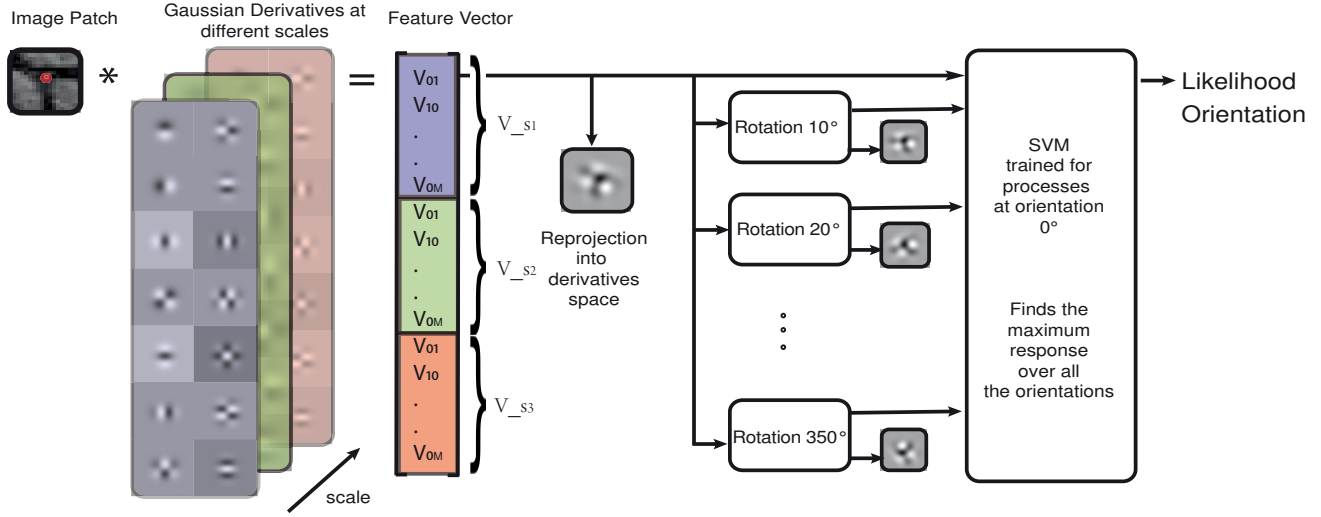 Image Patch
Gaussian Derivatives at
different scales
Feature Vector
*
=
V01
V10
.
.
V0M
V_s1
V01
V10
.
.
V0M
V_s2
V01
V10
.
.
V0M
V_s3
scale
Reprojection
into
derivatives
space
Rotation 10°
Rotation 20°
Rotation 350°
SVM
trained for
processes
at orientation
0°
Finds the
maximum
response
over all
the orientations
Likelihood
Orientation